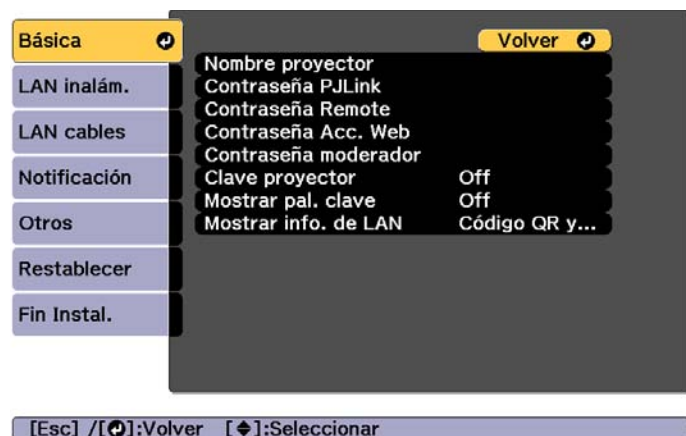 Básica
LAN inalám.
LAN cables
Notificación
Otros
Restablecer
Fin Instal.
Volver
Nombre proyector
Contraseña PJLink
Contraseña Remote
Contraseña Acc. Web
Contraseña moderador
Clave proyector Off
Mostrar pal. clave Off
Mostrar info. de LAN Código QR y...
[Esc] /[⏎]:Volver [◆]:Seleccionar